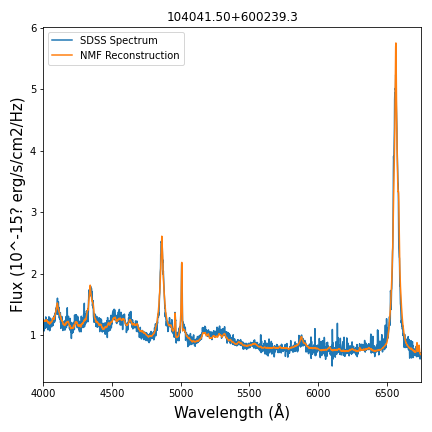 104041.50+600239.3
SDSS Spectrum
NMF Reconstruction
Flux (10^-15? erg/s/cm2/Hz)
6
5
4
3
2
1
4000 4500 5000 5500 6000 6500
Wavelength (Å)